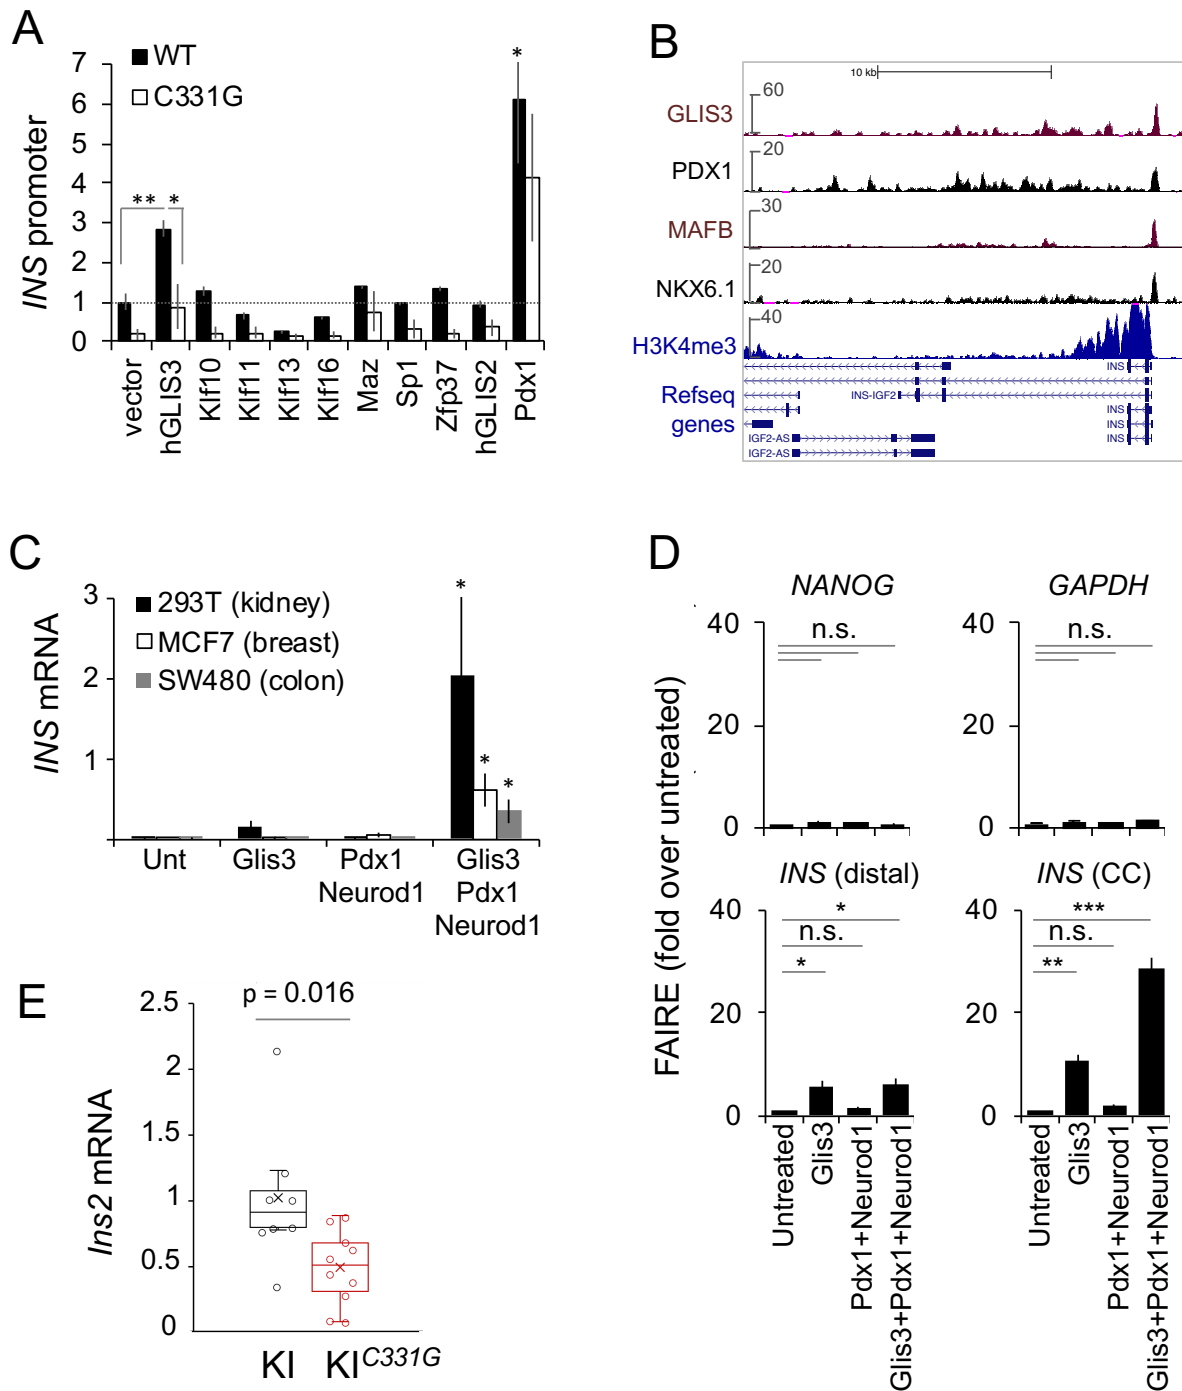 A
7
6
5
4
3
2
1
0
INS promoter
WT
C331G
** *
*
vector
hGLIS3
Klf10
Klf11
Klf13
Klf16
Maz
Sp1
Zfp37
hGLIS2
Pdx1
B
10 kb
GLIS3
60
PDX1
20
MAFB
30
NKX6.1
20
H3K4me3
40
Refseq
genes
INS
INS-IGF2
INS
INS
IGF2-AS
INS
IGF2-AS
C
3
2
1
INS mRNA
293T (kidney)
MCF7 (breast)
SW480 (colon)
*
*
*
Unt
Glis3
Pdx1
Neurod1
Glis3
Pdx1
Neurod1
D
FAIRE (fold over untreated)
NANOG
40
20
0
n.s.
GAPDH
40
20
0
n.s.
INS (distal)
40
20
0
*
n.s.
*
INS (CC)
40
20
0
***
n.s.
**
Untreated
Glis3
Pdx1+Neurod1
Glis3+Pdx1+Neurod1
Untreated
Glis3
Pdx1+Neurod1
Glis3+Pdx1+Neurod1
E
p = 0.016
2.5
2
1.5
1
0.5
0
Ins2 mRNA
KI
KI^C331G